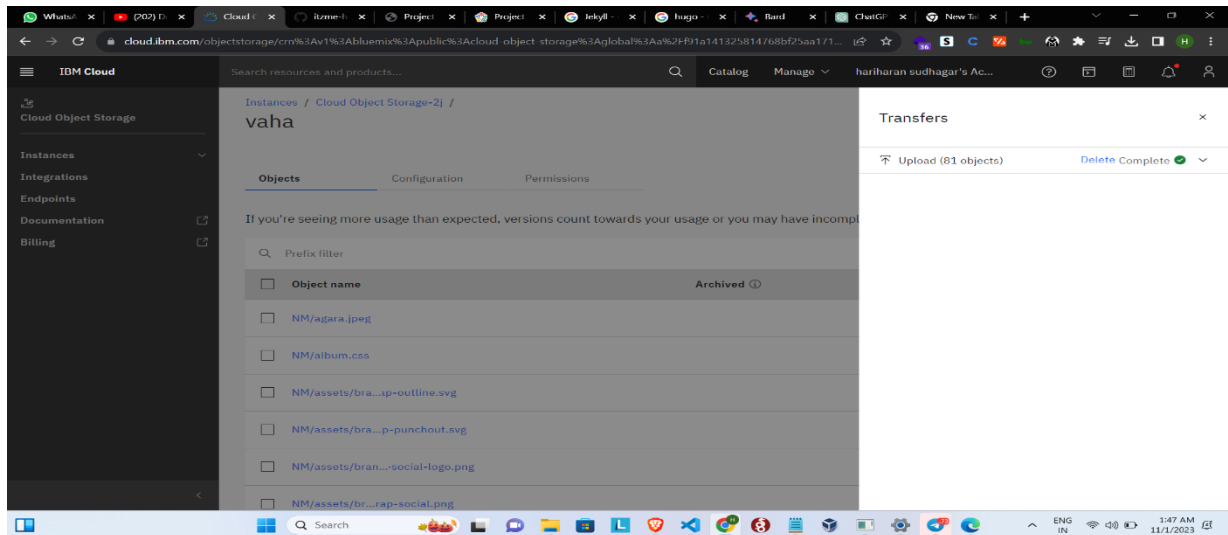 WhatsA
(202) D
Cloud C
itzme-h
Project
Project
Jekyll -
hugo -
Bard
ChatGP
New Tal
cloud.ibm.com/objectstorage/crn%3Av1%3Abluemix%3Apublic%3Acloud-object-storage%3Aglobal%3Aa%2Ff91a141325814768bf25aa171...
36
IBM Cloud
Search resources and products...
Catalog
Manage
hariharan sudhagar's Ac...
Cloud Object Storage
Instances
Integrations
Endpoints
Documentation
Billing
Instances / Cloud Object Storage-2j /
vaha
Objects
Configuration
Permissions
If you're seeing more usage than expected, versions count towards your usage or you may have incompl
Prefix filter
Object name
Archived
NM/agara.jpeg
NM/album.css
NM/assets/bra...ap-outline.svg
NM/assets/bra...p-punchout.svg
NM/assets/bran...-social-logo.png
NM/assets/br...rap-social.png
Transfers
Upload (81 objects)
Delete Complete
Search
ENG
IN
1:47 AM
11/1/2023